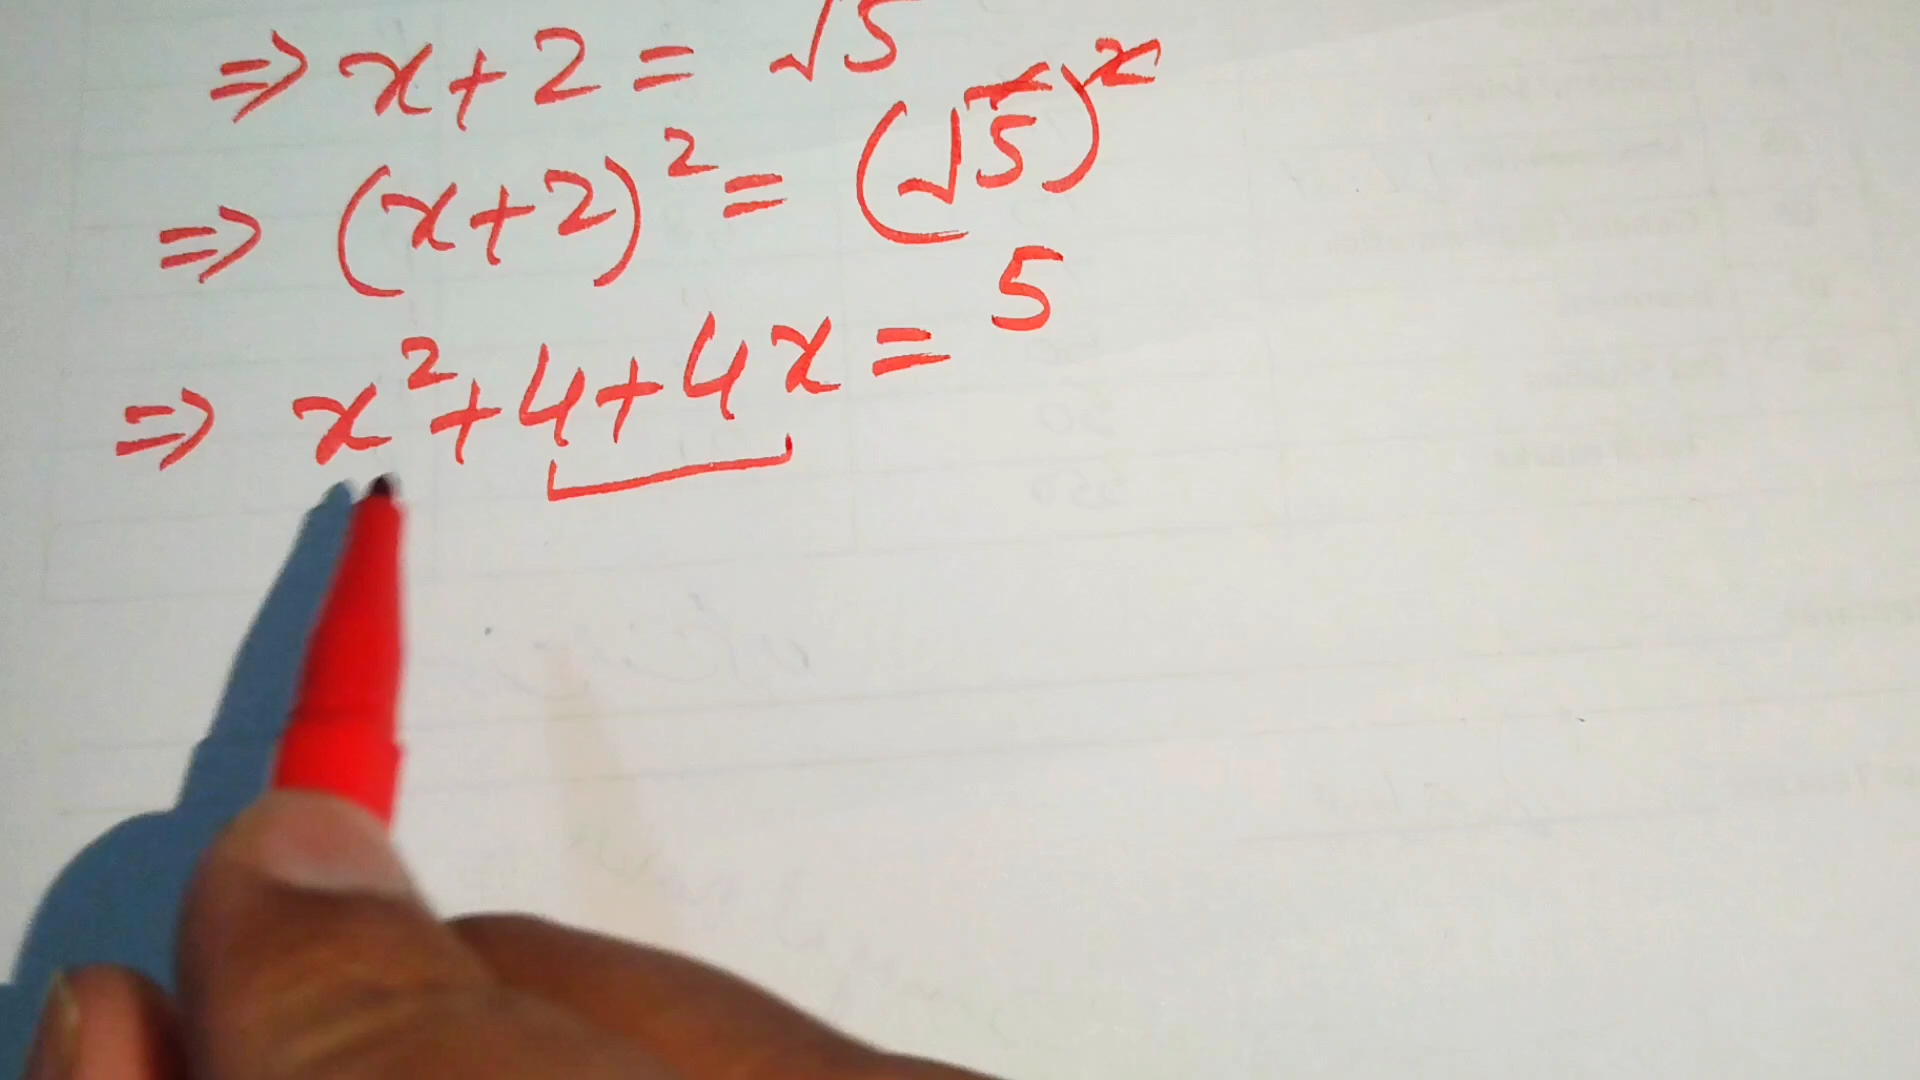 ⇒ x + 2 = √5
⇒ (x+2)² = (√5)²
⇒ x² + 4 + 4x = 5